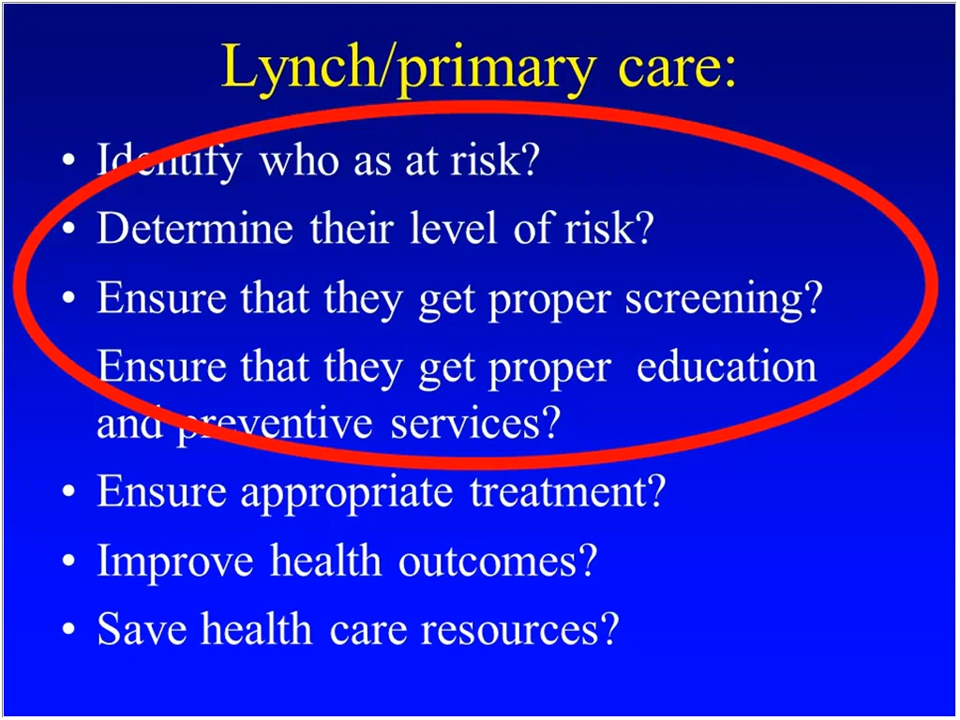 Lynch/primary care:
• Identify who as at risk?
• Determine their level of risk?
• Ensure that they get proper screening?
Ensure that they get proper education
and preventive services?
• Ensure appropriate treatment?
• Improve health outcomes?
• Save health care resources?